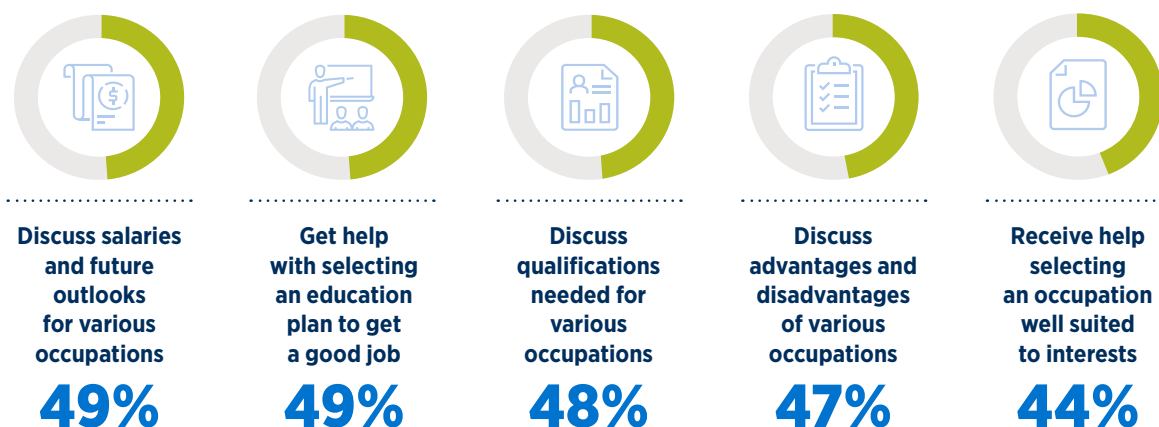 Discuss salaries
and future
outlooks
for various
occupations
49%
Get help
with selecting
an education
plan to get
a good job
49%
Discuss
qualifications
needed for
various
occupations
48%
Discuss
advantages and
disadvantages
of various
occupations
47%
Receive help
selecting
an occupation
well suited
to interests
44%